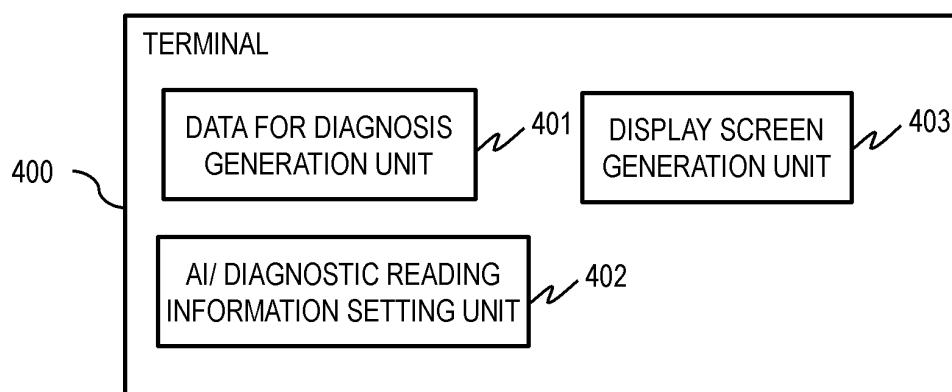 TERMINAL
DATA FOR DIAGNOSIS
GENERATION UNIT
401
DISPLAY SCREEN
GENERATION UNIT
403
400
AI/ DIAGNOSTIC READING
INFORMATION SETTING UNIT
402